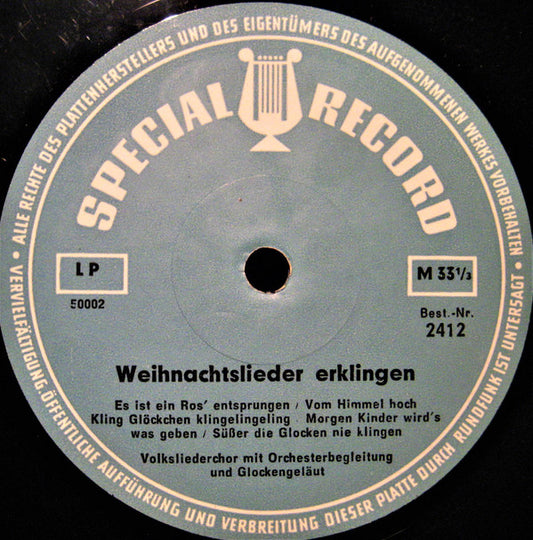 ALLE RECHTE DES PLATTENHERSTELLERS UND DES EIGENTÜMERS DES AUFGENOMMENEN WERKES VORBEHALTEN
SPECIAL RECORD
LP
M 33 1/3
50002
Best.-Nr.
2412
Weihnachtslieder erklingen
Es ist ein Ros' entsprungen / Vom Himmel hoch
Kling Glöckchen klingelingeling / Morgen Kinder wird's
was geben / Süßer die Glocken nie klingen
Volksliederchor mit Orchesterbegleitung
und Glockengeläut
· VERVIELFÄLTIGUNG, ÖFFENTLICHE AUFFÜHRUNG UND VERBREITUNG DIESER PLATTE DURCH RUNDFUNK IST UNTERSAGT ·